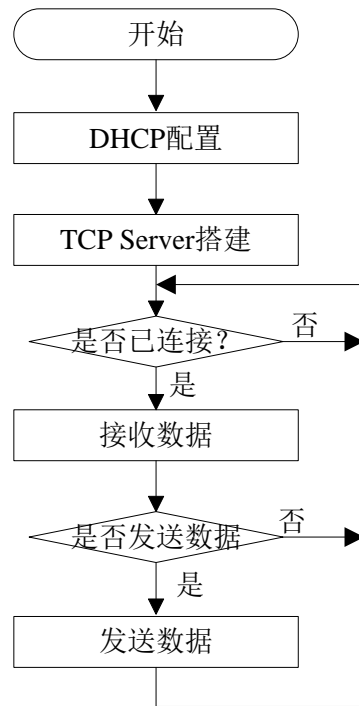 开始
DHCP配置
TCP Server搭建
是否已连接？
否
是
接收数据
是否发送数据
否
是
发送数据